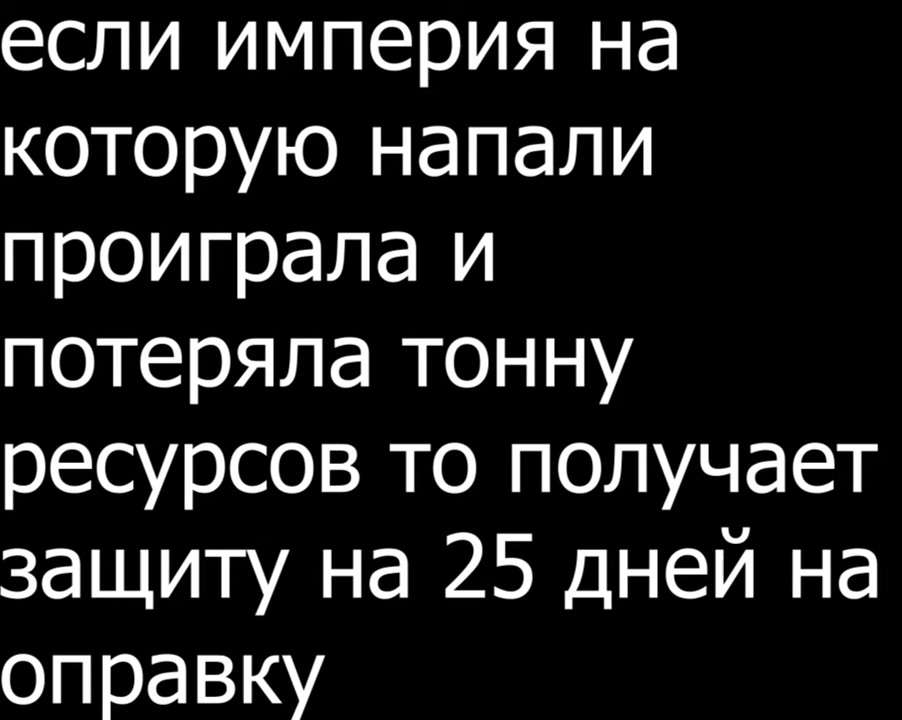 если империя на
которую напали
проиграла и
потеряла тонну
ресурсов то получает
защиту на 25 дней на
оправку